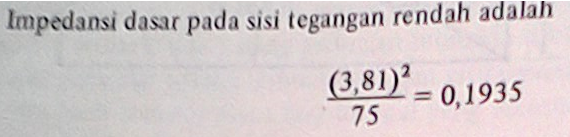 Impedansi dasar pada sisi tegangan rendah adalah
(3,81)²/75 = 0,1935